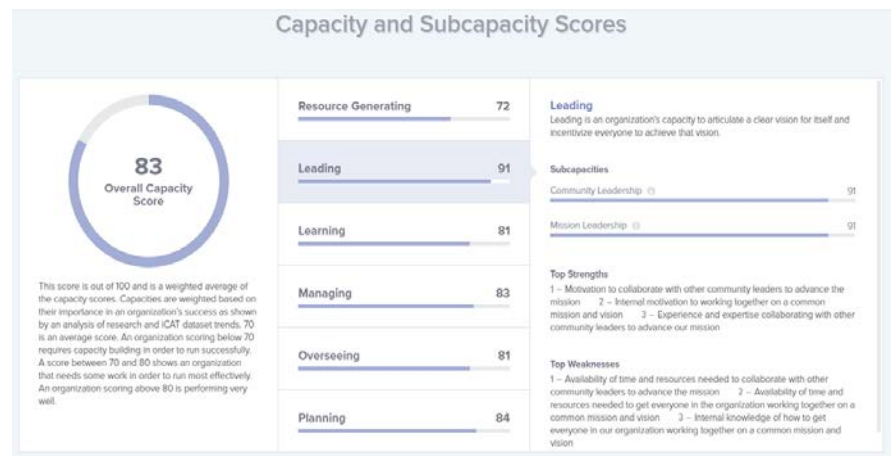 Capacity and Subcapacity Scores
83
Overall Capacity
Score
This score is out of 100 and is a weighted average of
the capacity scores. Capacities are weighted based on
their importance in an organization's success as shown
by an analysis of research and iCAT dataset trends. 70
is an average score. An organization scoring below 70
requires capacity building in order to run successfully.
A score between 70 and 80 shows an organization
that needs some work in order to run most effectively.
An organization scoring above 80 is performing very
well.
Resource Generating 72
Leading 91
Learning 81
Managing 83
Overseeing 81
Planning 84
Leading
Leading is an organization's capacity to articulate a clear vision for itself and
incentivize everyone to achieve that vision.
Subcapacities
Community Leadership 91
Mission Leadership 91
Top Strengths
1 – Motivation to collaborate with other community leaders to advance the
mission 2 – Internal motivation to working together on a common
mission and vision 3 – Experience and expertise collaborating with other
community leaders to advance our mission
Top Weaknesses
1 – Availability of time and resources needed to collaborate with other
community leaders to advance the mission 2 – Availability of time and
resources needed to get everyone in the organization working together on a
common mission and vision 3 – Internal knowledge of how to get
everyone in our organization working together on a common mission and
vision